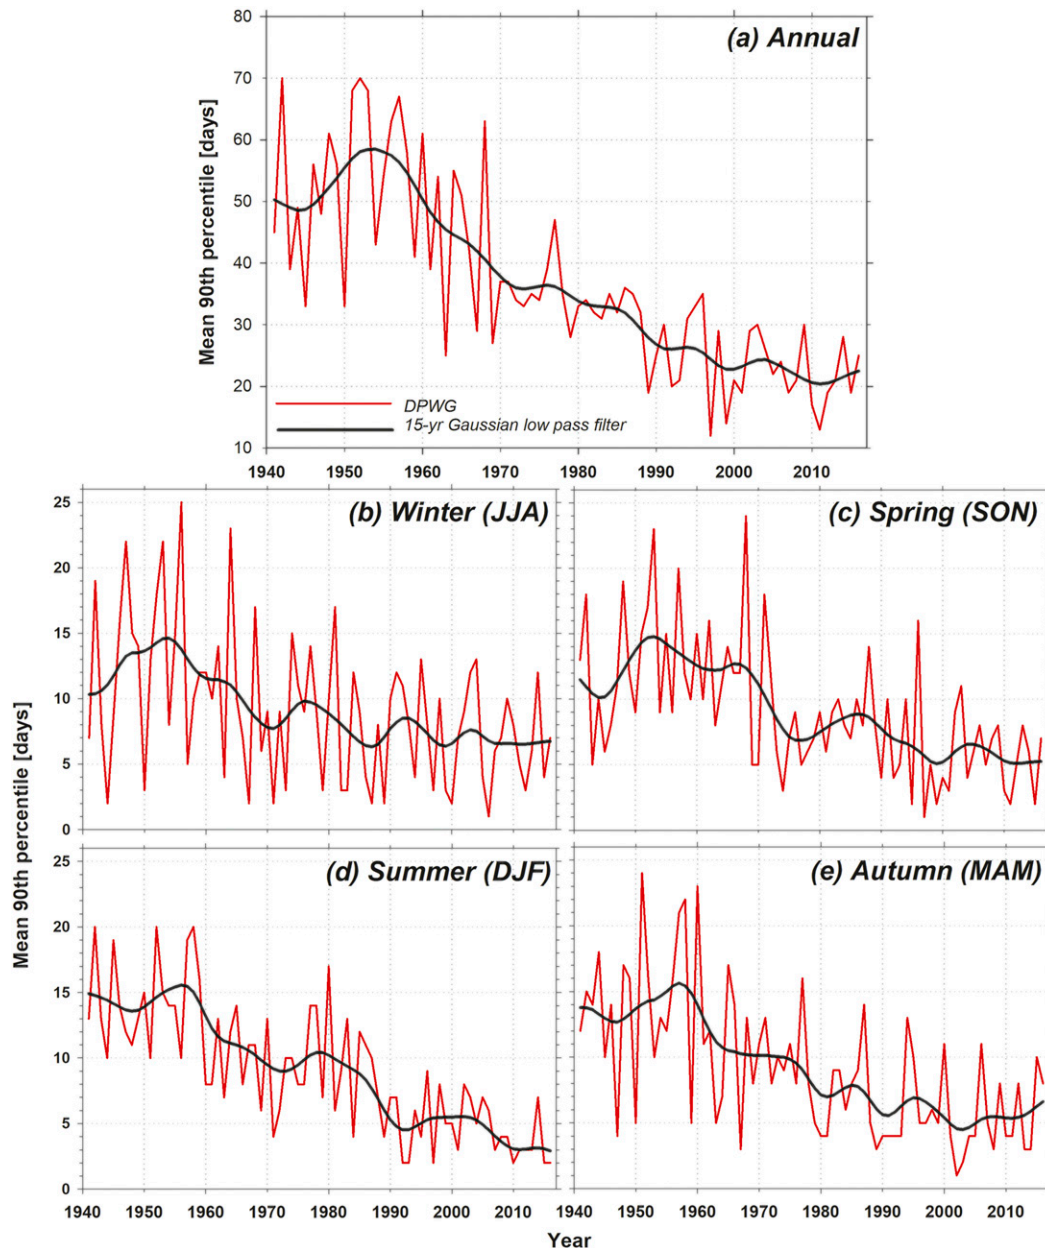 (a) Annual
Mean 90th percentile [days]
80
70
60
50
40
30
20
10
DPWG
15-yr Gaussian low pass filter
1940 1950 1960 1970 1980 1990 2000 2010
Mean 90th percentile [days]
(b) Winter (JJA)
25
20
15
10
5
0
(c) Spring (SON)
(d) Summer (DJF)
25
20
15
10
5
0
1940 1950 1960 1970 1980 1990 2000 2010
(e) Autumn (MAM)
1940 1950 1960 1970 1980 1990 2000 2010
Year